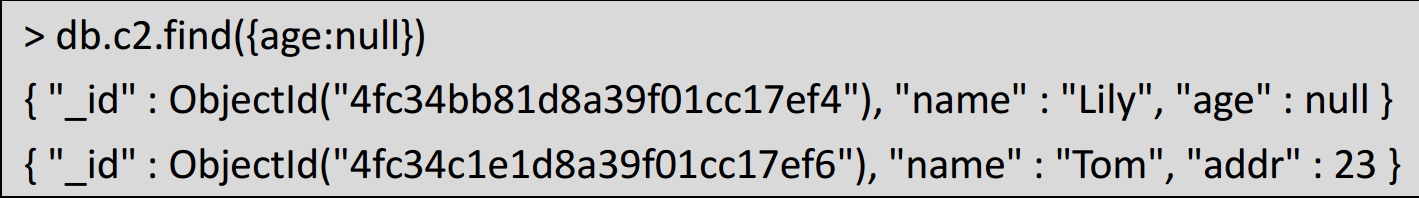 > db.c2.find({age:null})
{ "_id" : ObjectId("4fc34bb81d8a39f01cc17ef4"), "name" : "Lily", "age" : null }
{ "_id" : ObjectId("4fc34c1e1d8a39f01cc17ef6"), "name" : "Tom", "addr" : 23 }